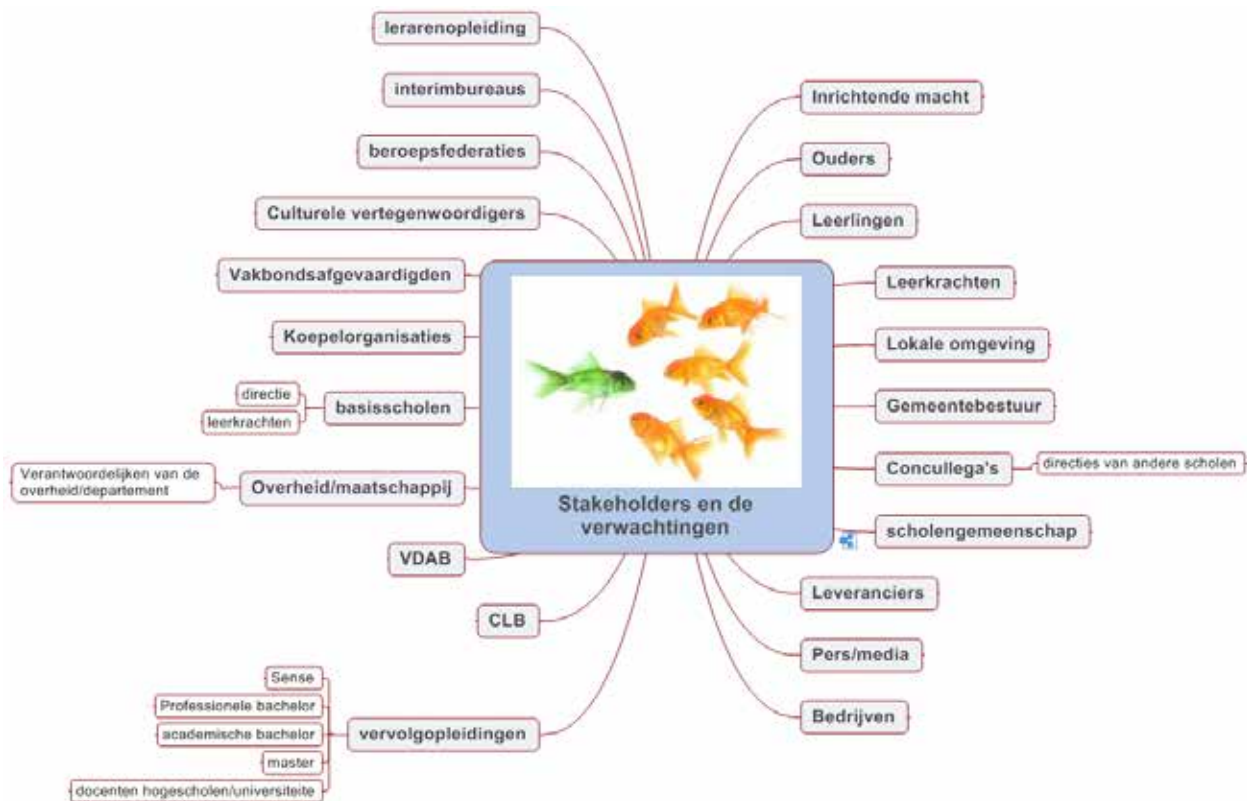 lerarenopleiding
interimbureaus
beroepsfederaties
Culturele vertegenwoordigers
Vakbondsafgevaardigden
Koepelorganisaties
basisscholen
directie
leerkrachten
Overheid/maatschappij
Verantwoordelijken van de
overheid/departement
VDAB
CLB
vervolgopleidingen
Sense
Professionele bachelor
academische bachelor
master
docenten hogescholen/universiteite
Stakeholders en de
verwachtingen
Inrichtende macht
Ouders
Leerlingen
Leerkrachten
Lokale omgeving
Gemeentebestuur
Concullega's
directies van andere scholen
scholengemeenschap
Leveranciers
Pers/media
Bedrijven